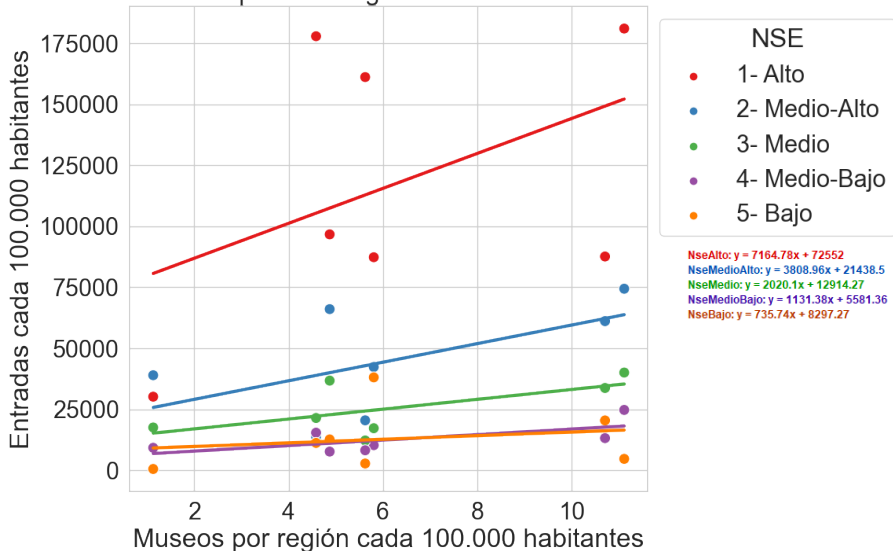 175000
150000
125000
100000
75000
50000
25000
0
Entradas cada 100.000 habitantes
2 4 6 8 10
Museos por región cada 100.000 habitantes
NSE
1- Alto
2- Medio-Alto
3- Medio
4- Medio-Bajo
5- Bajo
NseAlto: y = 7164.78x + 72552
NseMedioAlto: y = 3808.96x + 21438.5
NseMedio: y = 2020.1x + 12914.27
NseMedioBajo: y = 1131.38x + 5581.36
NseBajo: y = 735.74x + 8297.27